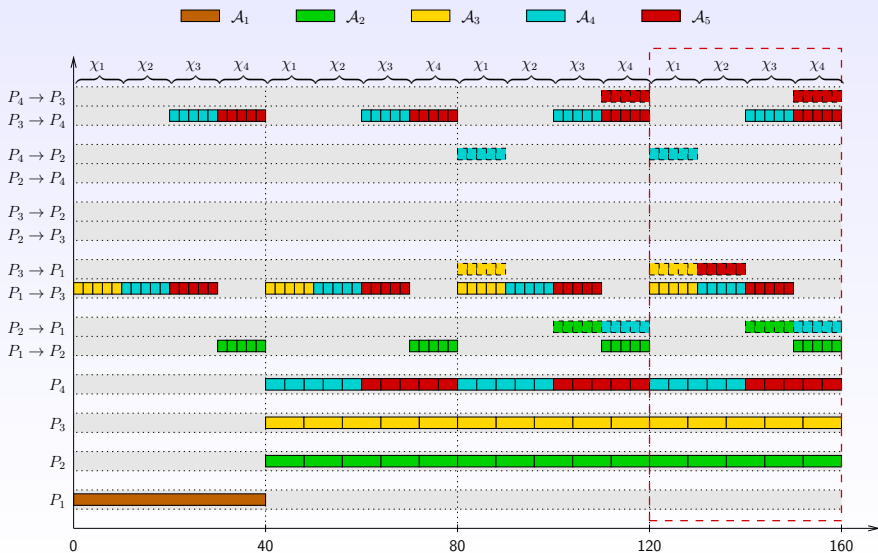 𝒜₁ 𝒜₂ 𝒜₃ 𝒜₄ 𝒜₅
χ₁ χ₂ χ₃ χ₄ χ₁ χ₂ χ₃ χ₄ χ₁ χ₂ χ₃ χ₄ χ₁ χ₂ χ₃ χ₄
P₄ → P₃
P₃ → P₄
P₄ → P₂
P₂ → P₄
P₃ → P₂
P₂ → P₃
P₃ → P₁
P₁ → P₃
P₂ → P₁
P₁ → P₂
P₄
P₃
P₂
P₁
0 40 80 120 160